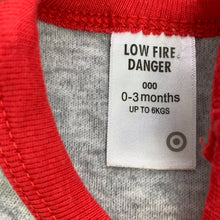 LOW FIRE
DANGER
000
0-3 months
UP TO 6KGS